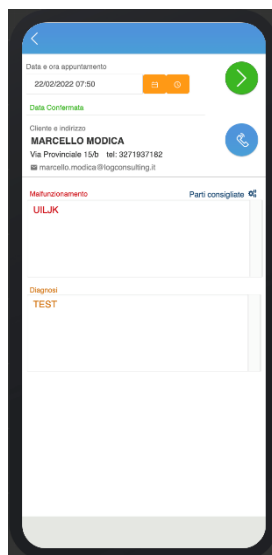 Data e ora appuntamento
22/02/2022 07:50
Data Confermata
Cliente e indirizzo
MARCELLO MODICA
Via Provinciale 15/b tel: 3271937182
marcello.modica@logconsulting.it
Malfunzionamento Parti consigliate
UILJK
Diagnosi
TEST